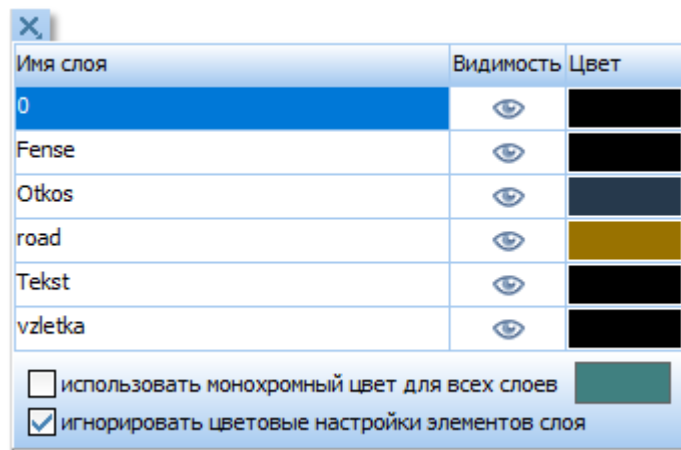 Имя слоя Видимость Цвет
0
Fense
Otkos
road
Tekst
vzletka
использовать монохромный цвет для всех слоев
игнорировать цветовые настройки элементов слоя